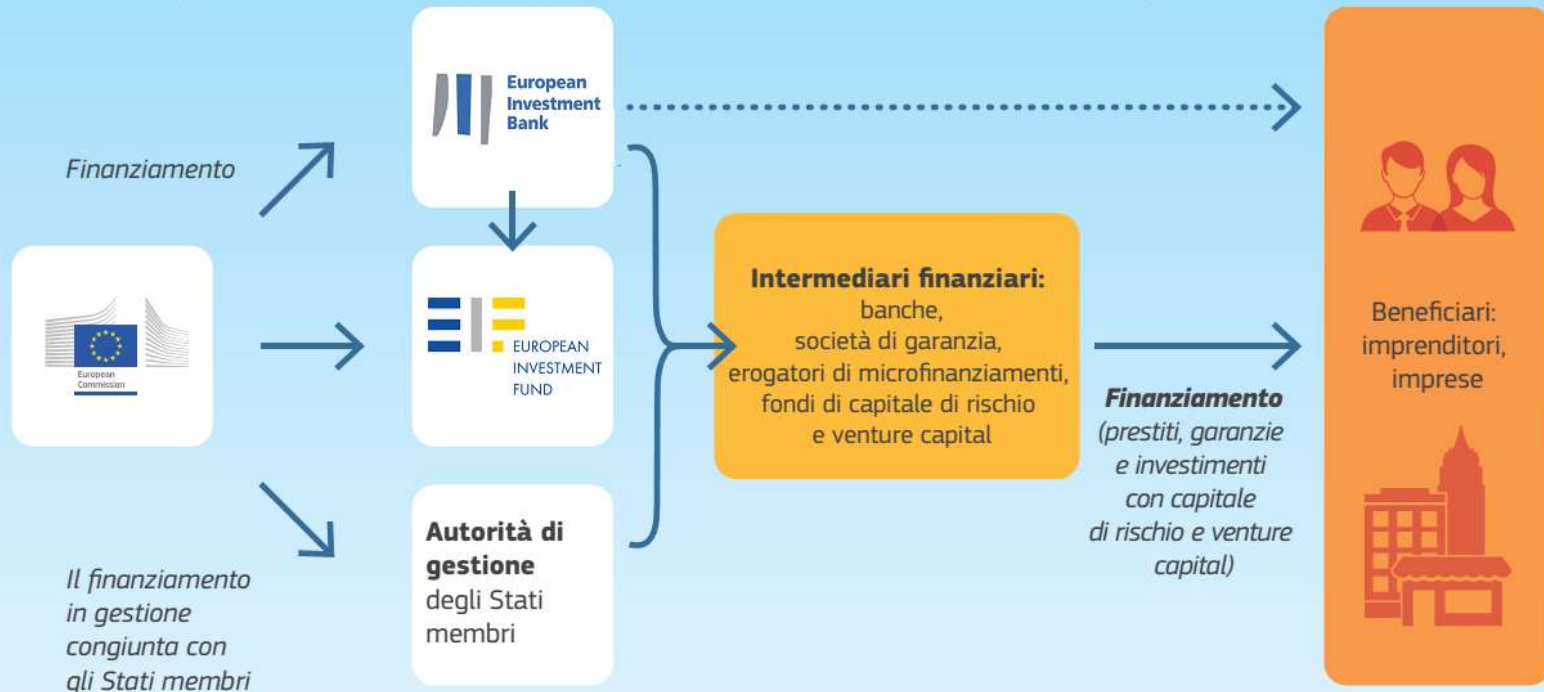 European
Investment
Bank
Finanziamento
European
Commission
EUROPEAN
INVESTMENT
FUND
Intermediari finanziari:
banche,
società di garanzia,
erogatori di microfinanziamenti,
fondi di capitale di rischio
e venture capital
Finanziamento
(prestiti, garanzie
e investimenti
con capitale
di rischio e venture
capital)
Beneficiari:
imprenditori,
imprese
Autorità di
gestione
degli Stati
membri
Il finanziamento
in gestione
congiunta con
gli Stati membri